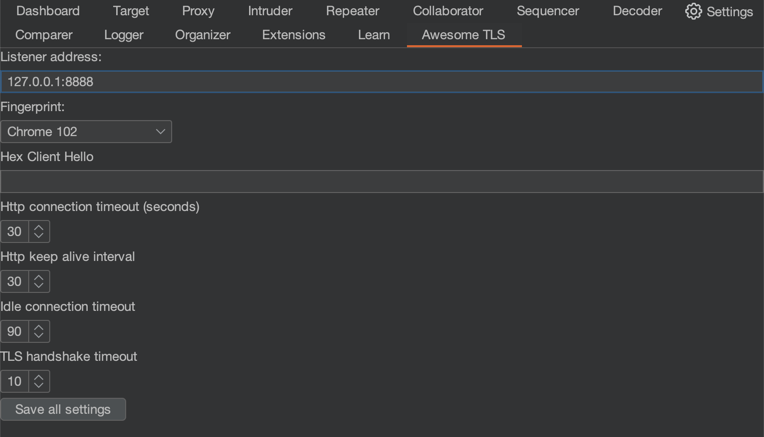 Dashboard Target Proxy Intruder Repeater Collaborator Sequencer Decoder Settings
Comparer Logger Organizer Extensions Learn Awesome TLS
Listener address:
127.0.0.1:8888
Fingerprint:
Chrome 102
Hex Client Hello
Http connection timeout (seconds)
30
Http keep alive interval
30
Idle connection timeout
90
TLS handshake timeout
10
Save all settings